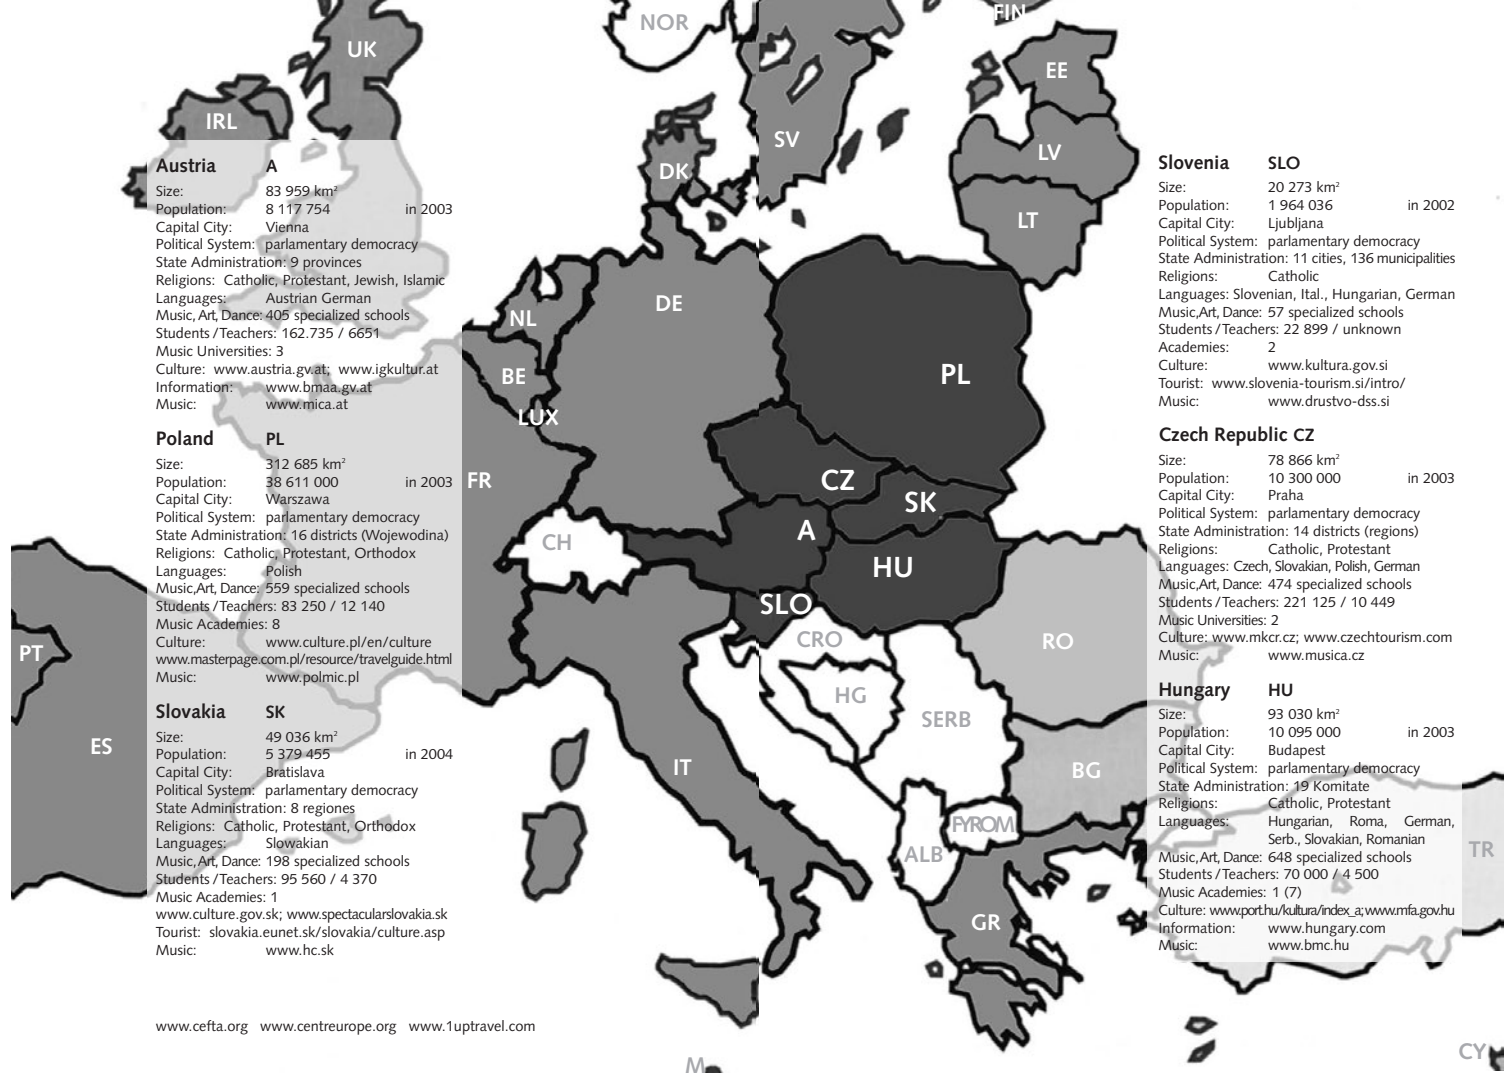 NOR
FIN
UK
EE
IRL
SV
LV
DK
LT
NL
DE
BE
LUX
PL
FR
CZ
SK
CH
A
HU
SLO
CRO
RO
PT
HG
SERB
ES
IT
BG
FYROM
ALB
TR
GR
CY
M
Austria A
Size: 83 959 km²
Population: 8 117 754 in 2003
Capital City: Vienna
Political System: parlamentary democracy
State Administration: 9 provinces
Religions: Catholic, Protestant, Jewish, Islamic
Languages: Austrian German
Music, Art, Dance: 405 specialized schools
Students /Teachers: 162.735 / 6651
Music Universities: 3
Culture: www.austria.gv.at; www.igkultur.at
Information: www.bmaa.gv.at
Music: www.mica.at
Poland PL
Size: 312 685 km²
Population: 38 611 000 in 2003
Capital City: Warszawa
Political System: parlamentary democracy
State Administration: 16 districts (Wojewodina)
Religions: Catholic, Protestant, Orthodox
Languages: Polish
Music,Art, Dance: 559 specialized schools
Students /Teachers: 83 250 / 12 140
Music Academies: 8
Culture: www.culture.pl/en/culture
www.masterpage.com.pl/resource/travelguide.html
Music: www.polmic.pl
Slovakia SK
Size: 49 036 km²
Population: 5 379 455 in 2004
Capital City: Bratislava
Political System: parlamentary democracy
State Administration: 8 regiones
Religions: Catholic, Protestant, Orthodox
Languages: Slowakian
Music,Art, Dance: 198 specialized schools
Students /Teachers: 95 560 / 4 370
Music Academies: 1
www.culture.gov.sk; www.spectacularslovakia.sk
Tourist: slovakia.eunet.sk/slovakia/culture.asp
Music: www.hc.sk
www.cefta.org www.centreurope.org www.1uptravel.com
Slovenia SLO
Size: 20 273 km²
Population: 1 964 036 in 2002
Capital City: Ljubljana
Political System: parlamentary democracy
State Administration: 11 cities, 136 municipalities
Religions: Catholic
Languages: Slovenian, Ital., Hungarian, German
Music,Art, Dance: 57 specialized schools
Students /Teachers: 22 899 / unknown
Academies: 2
Culture: www.kultura.gov.si
Tourist: www.slovenia-tourism.si/intro/
Music: www.drustvo-dss.si
Czech Republic CZ
Size: 78 866 km²
Population: 10 300 000 in 2003
Capital City: Praha
Political System: parlamentary democracy
State Administration: 14 districts (regions)
Religions: Catholic, Protestant
Languages: Czech, Slovakian, Polish, German
Music,Art, Dance: 474 specialized schools
Students /Teachers: 221 125 / 10 449
Music Universities: 2
Culture: www.mkcr.cz; www.czechtourism.com
Music: www.musica.cz
Hungary HU
Size: 93 030 km²
Population: 10 095 000 in 2003
Capital City: Budapest
Political System: parlamentary democracy
State Administration: 19 Komitate
Religions: Catholic, Protestant
Languages: Hungarian, Roma, German,
Serb., Slovakian, Romanian
Music,Art, Dance: 648 specialized schools
Students /Teachers: 70 000 / 4 500
Music Academies: 1 (7)
Culture: www.port.hu/kultura/index_a; www.mfa.gov.hu
Information: www.hungary.com
Music: www.bmc.hu